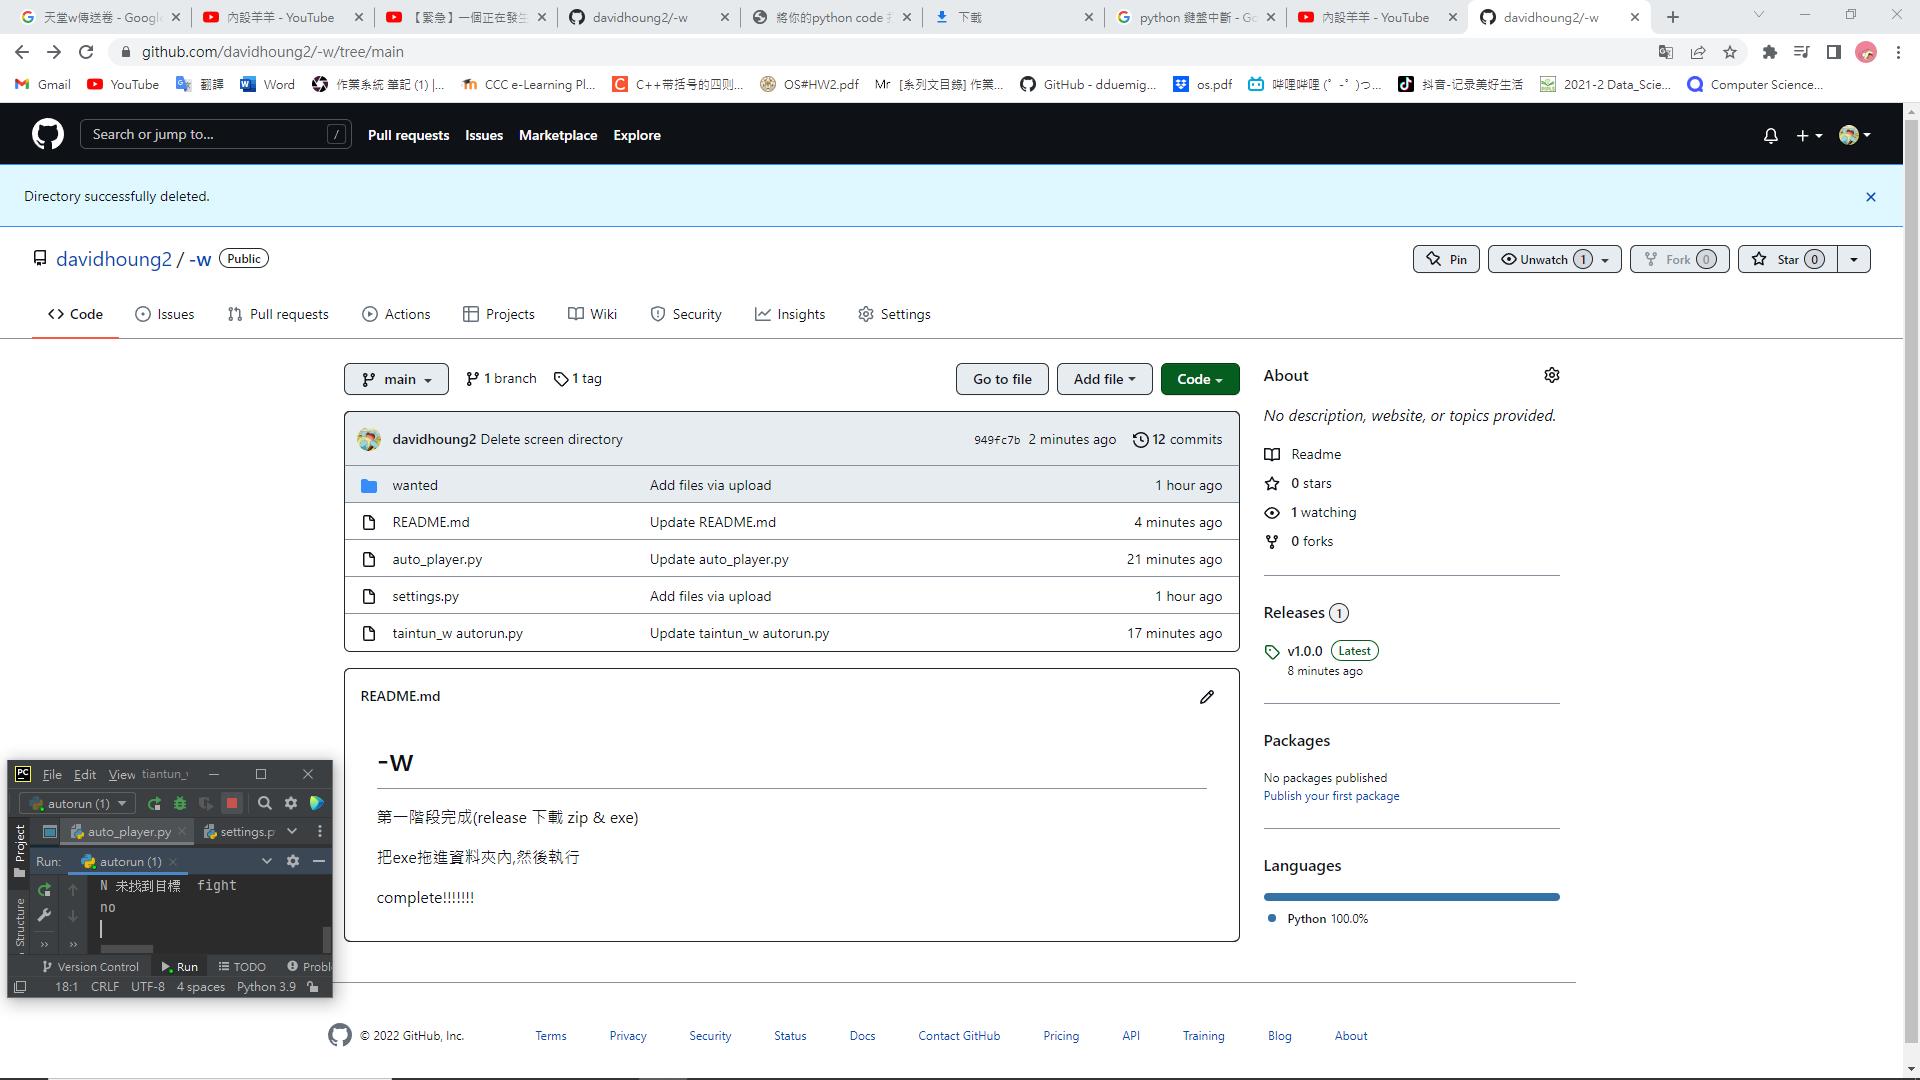 天堂w傳送卷 - Googl
內設羊羊 - YouTube
【緊急】一個正在發生
davidhoung2/-w
將你的python code 打
下載
python 鍵盤中斷 - Go
內設羊羊 - YouTube
davidhoung2/-w
github.com/davidhoung2/-w/tree/main
Gmail
YouTube
翻譯
Word
作業系統 筆記 (1) |...
CCC e-Learning Pl...
C++带括号的四则...
OS#HW2.pdf
Mr [系列文目錄] 作業...
GitHub - dduemig...
os.pdf
哔哩哔哩 (゜-゜)つ...
抖音-记录美好生活
2021-2 Data_Scie...
Computer Science...
Search or jump to... /
Pull requests
Issues
Marketplace
Explore
Directory successfully deleted.
davidhoung2 / -w Public
Pin
Unwatch 1
Fork 0
Star 0
Code
Issues
Pull requests
Actions
Projects
Wiki
Security
Insights
Settings
main
1 branch
1 tag
Go to file
Add file
Code
davidhoung2 Delete screen directory 949fc7b 2 minutes ago 12 commits
wanted Add files via upload 1 hour ago
README.md Update README.md 4 minutes ago
auto_player.py Update auto_player.py 21 minutes ago
settings.py Add files via upload 1 hour ago
taintun_w autorun.py Update taintun_w autorun.py 17 minutes ago
README.md
-w
第一階段完成(release 下載 zip & exe)
把exe拖進資料夾內,然後執行
complete!!!!!!!
About
No description, website, or topics provided.
Readme
0 stars
1 watching
0 forks
Releases 1
v1.0.0 Latest
8 minutes ago
Packages
No packages published
Publish your first package
Languages
Python 100.0%
PC File Edit View tiantun_
autorun (1)
auto_player.py settings.p
Project
Run: autorun (1)
N 未找到目標 fight
no
Structure
Version Control Run TODO Probl
18:1 CRLF UTF-8 4 spaces Python 3.9
© 2022 GitHub, Inc.
Terms
Privacy
Security
Status
Docs
Contact GitHub
Pricing
API
Training
Blog
About